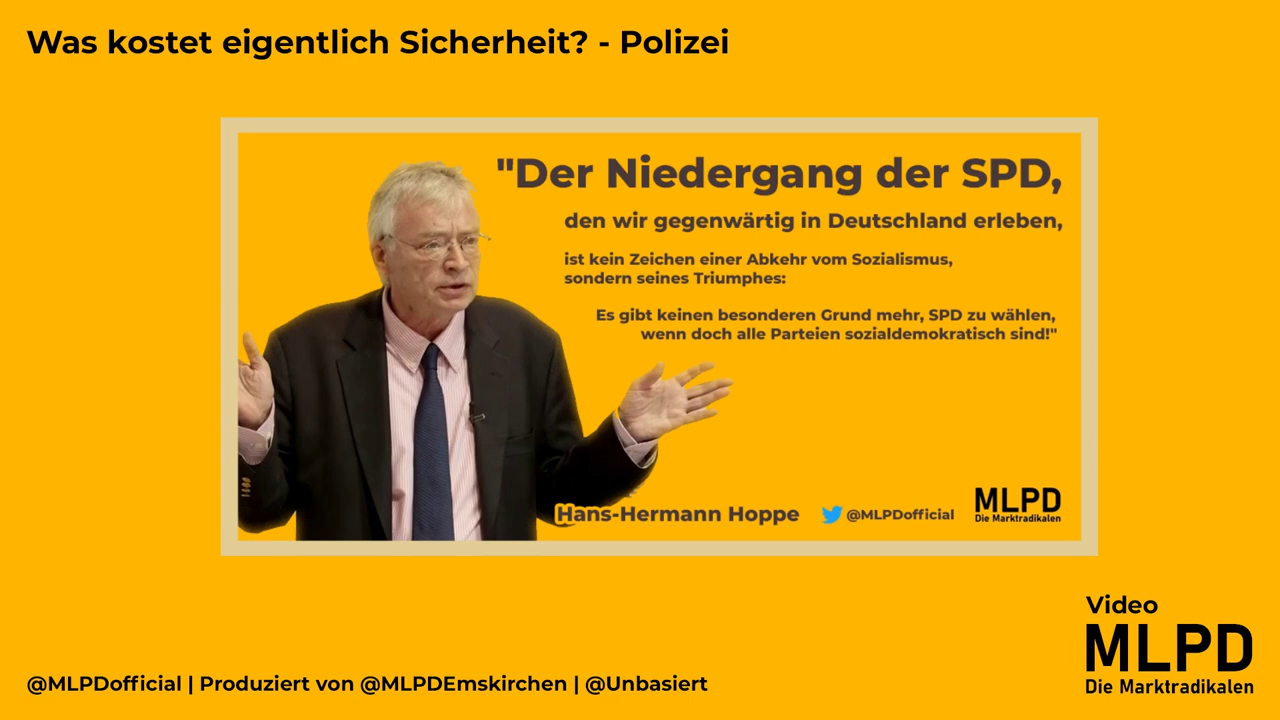 Was kostet eigentlich Sicherheit? - Polizei
"Der Niedergang der SPD,
den wir gegenwärtig in Deutschland erleben,
ist kein Zeichen einer Abkehr vom Sozialismus,
sondern seines Triumphes:
Es gibt keinen besonderen Grund mehr, SPD zu wählen,
wenn doch alle Parteien sozialdemokratisch sind!"
Hans-Hermann Hoppe
@MLPDofficial
MLPD
Die Marktradikalen
Video
MLPD
Die Marktradikalen
@MLPDofficial | Produziert von @MLPDEmskirchen | @Unbasiert